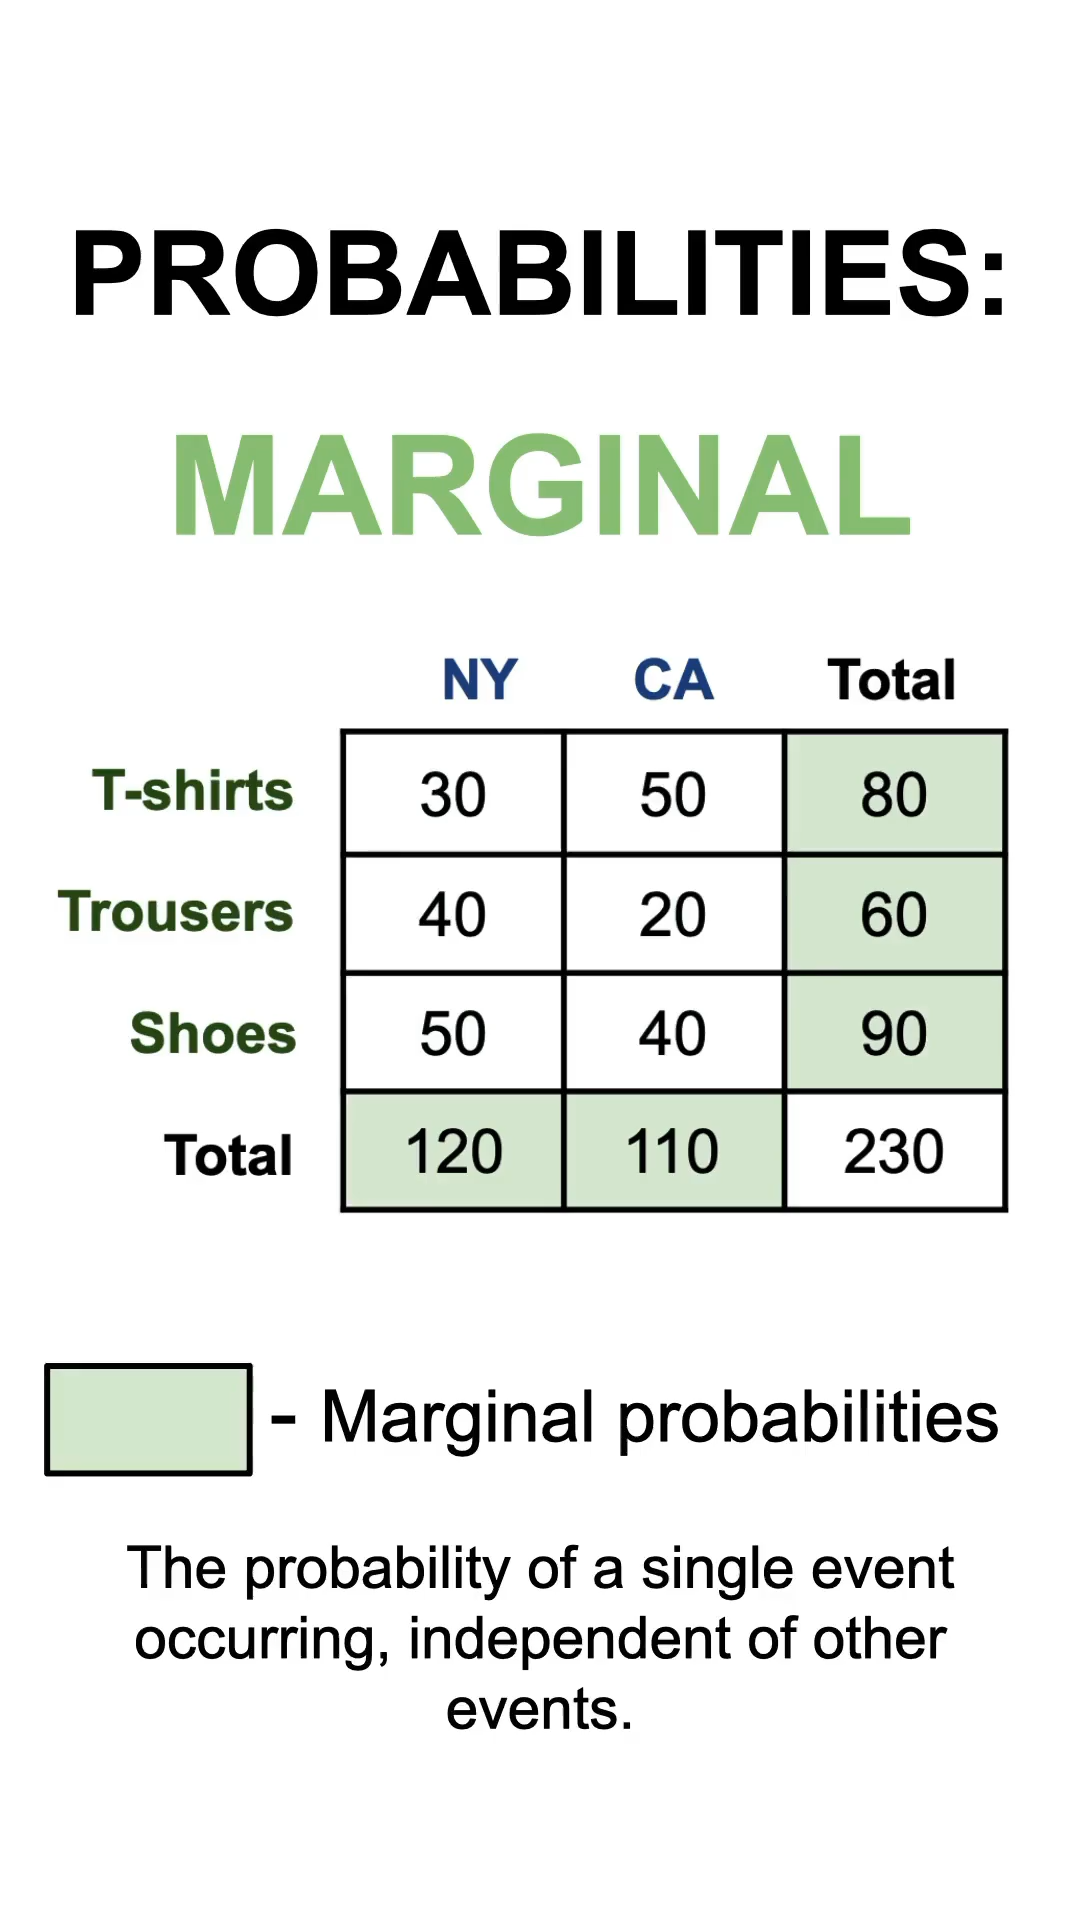 PROBABILITIES:
MARGINAL
NY CA Total
T-shirts 30 50 80
Trousers 40 20 60
Shoes 50 40 90
Total 120 110 230
- Marginal probabilities
The probability of a single event
occurring, independent of other
events.